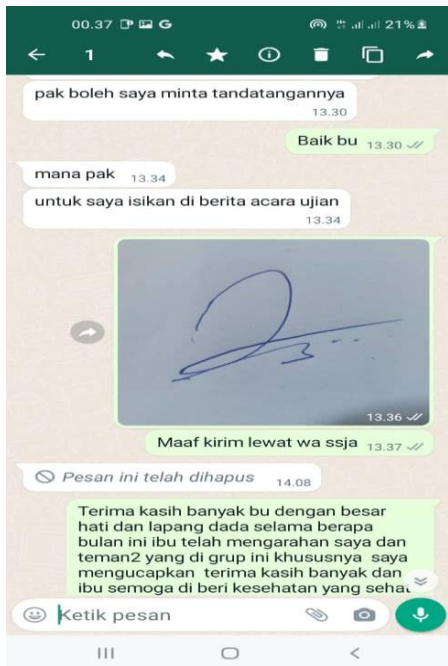 00.37 G 21%
1
pak boleh saya minta tandatangannya
13.30
Baik bu 13.30
mana pak 13.34
untuk saya isikan di berita acara ujian
13.34
13.36
Maaf kirim lewat wa ssja 13.37
Pesan ini telah dihapus 14.08
Terima kasih banyak bu dengan besar
hati dan lapang dada selama berapa
bulan ini ibu telah mengarahan saya dan
teman2 yang di grup ini khususnya saya
mengucapkan terima kasih banyak dan
ibu semoga di beri kesehatan yang sehat
Ketik pesan